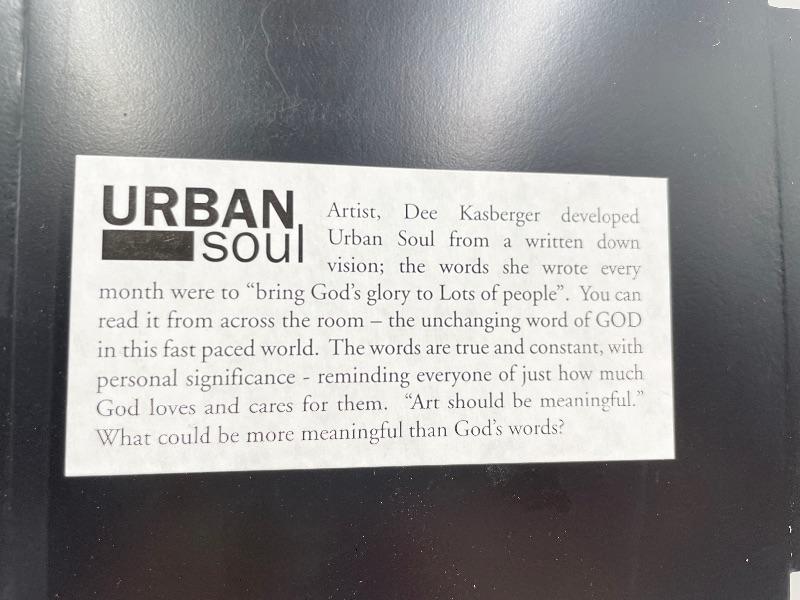 URBAN
soul
Artist, Dee Kasberger developed
Urban Soul from a written down
vision; the words she wrote every
month were to “bring God’s glory to Lots of people”. You can
read it from across the room – the unchanging word of GOD
in this fast paced world. The words are true and constant, with
personal significance - reminding everyone of just how much
God loves and cares for them. “Art should be meaningful.”
What could be more meaningful than God’s words?